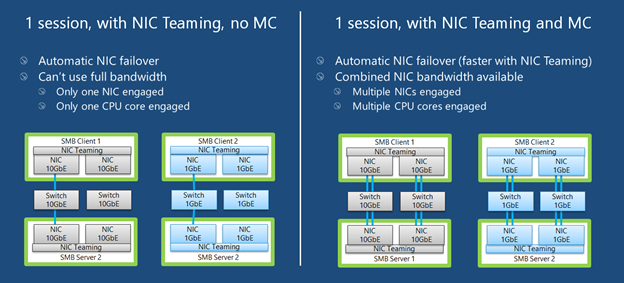 1 session, with NIC Teaming, no MC
Automatic NIC failover
Can't use full bandwidth
Only one NIC engaged
Only one CPU core engaged
SMB Client 1
NIC Teaming
NIC
10GbE
NIC
10GbE
Switch
10GbE
Switch
10GbE
NIC
10GbE
NIC
10GbE
NIC Teaming
SMB Server 2
SMB Client 2
NIC Teaming
NIC
1GbE
NIC
1GbE
Switch
1GbE
Switch
1GbE
NIC
1GbE
NIC
1GbE
NIC Teaming
SMB Server 2
1 session, with NIC Teaming and MC
Automatic NIC failover (faster with NIC Teaming)
Combined NIC bandwidth available
Multiple NICs engaged
Multiple CPU cores engaged
SMB Client 1
NIC Teaming
NIC
10GbE
NIC
10GbE
Switch
10GbE
Switch
10GbE
NIC
10GbE
NIC
10GbE
NIC Teaming
SMB Server 1
SMB Client 2
NIC Teaming
NIC
1GbE
NIC
1GbE
Switch
1GbE
Switch
1GbE
NIC
1GbE
NIC
1GbE
NIC Teaming
SMB Server 2